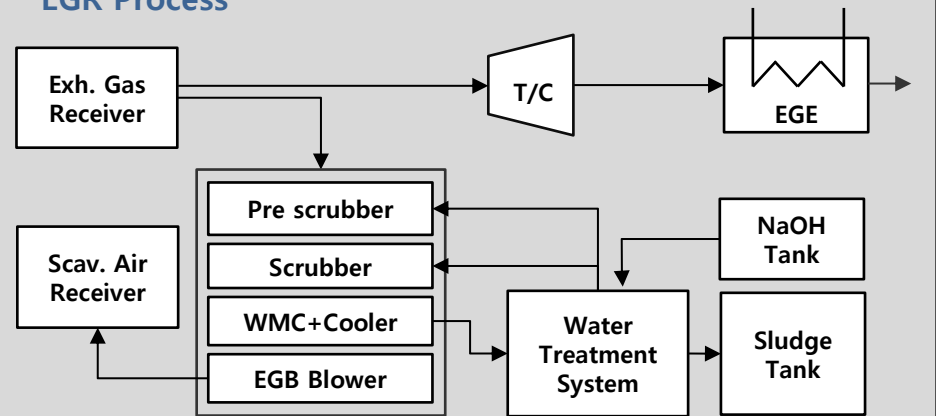 EGR Process
Exh. Gas
Receiver
T/C
EGE
Pre scrubber
Scrubber
WMC+Cooler
EGB Blower
Scav. Air
Receiver
NaOH
Tank
Water
Treatment
System
Sludge
Tank